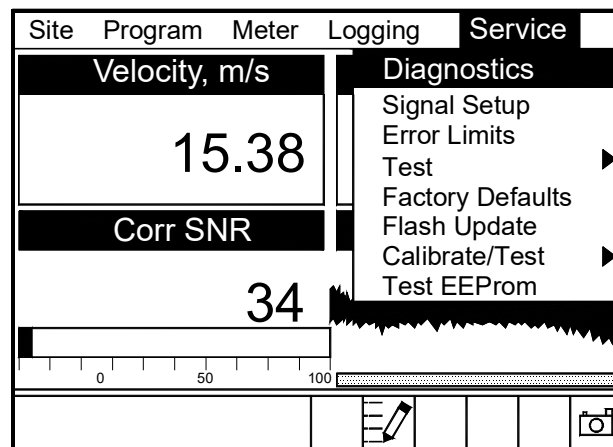 Site Program Meter Logging Service
Velocity, m/s
15.38
Corr SNR
34
0 50 100
Diagnostics
Signal Setup
Error Limits
Test
Factory Defaults
Flash Update
Calibrate/Test
Test EEProm